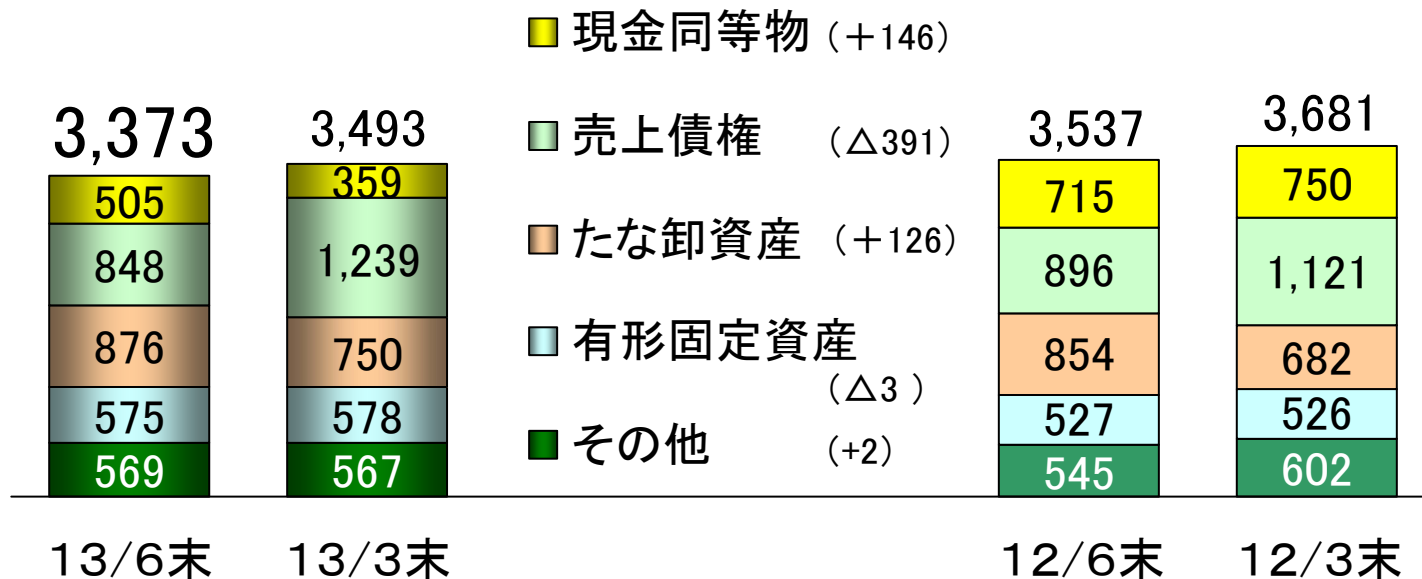 現金同等物（＋146）
3,373
3,493
売上債権　（△391）
3,537
3,681
505
359
715
750
848
1,239
896
1,121
たな卸資産　（＋126）
876
750
854
682
有形固定資産
（△3 ）
575
578
527
526
その他　(+2)
569
567
545
602
13/6末
13/3末
12/6末
12/3末